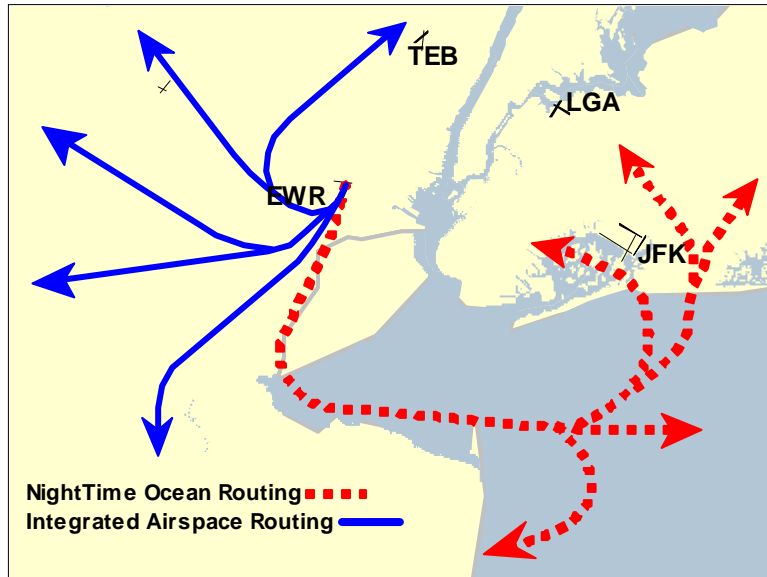 TEB
LGA
EWR
JFK
NightTime Ocean Routing
Integrated Airspace Routing